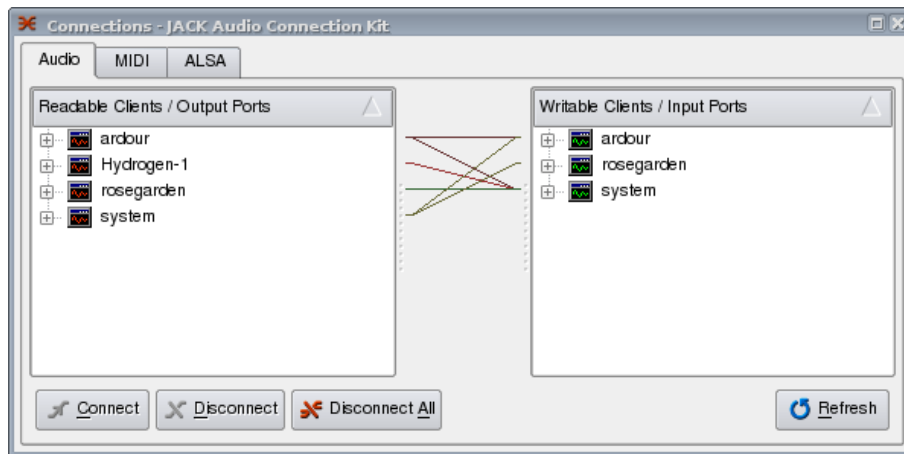 Connections - JACK Audio Connection Kit
Audio MIDI ALSA
Readable Clients / Output Ports
ardour
Hydrogen-1
rosegarden
system
Writable Clients / Input Ports
ardour
rosegarden
system
Connect Disconnect Disconnect All Refresh